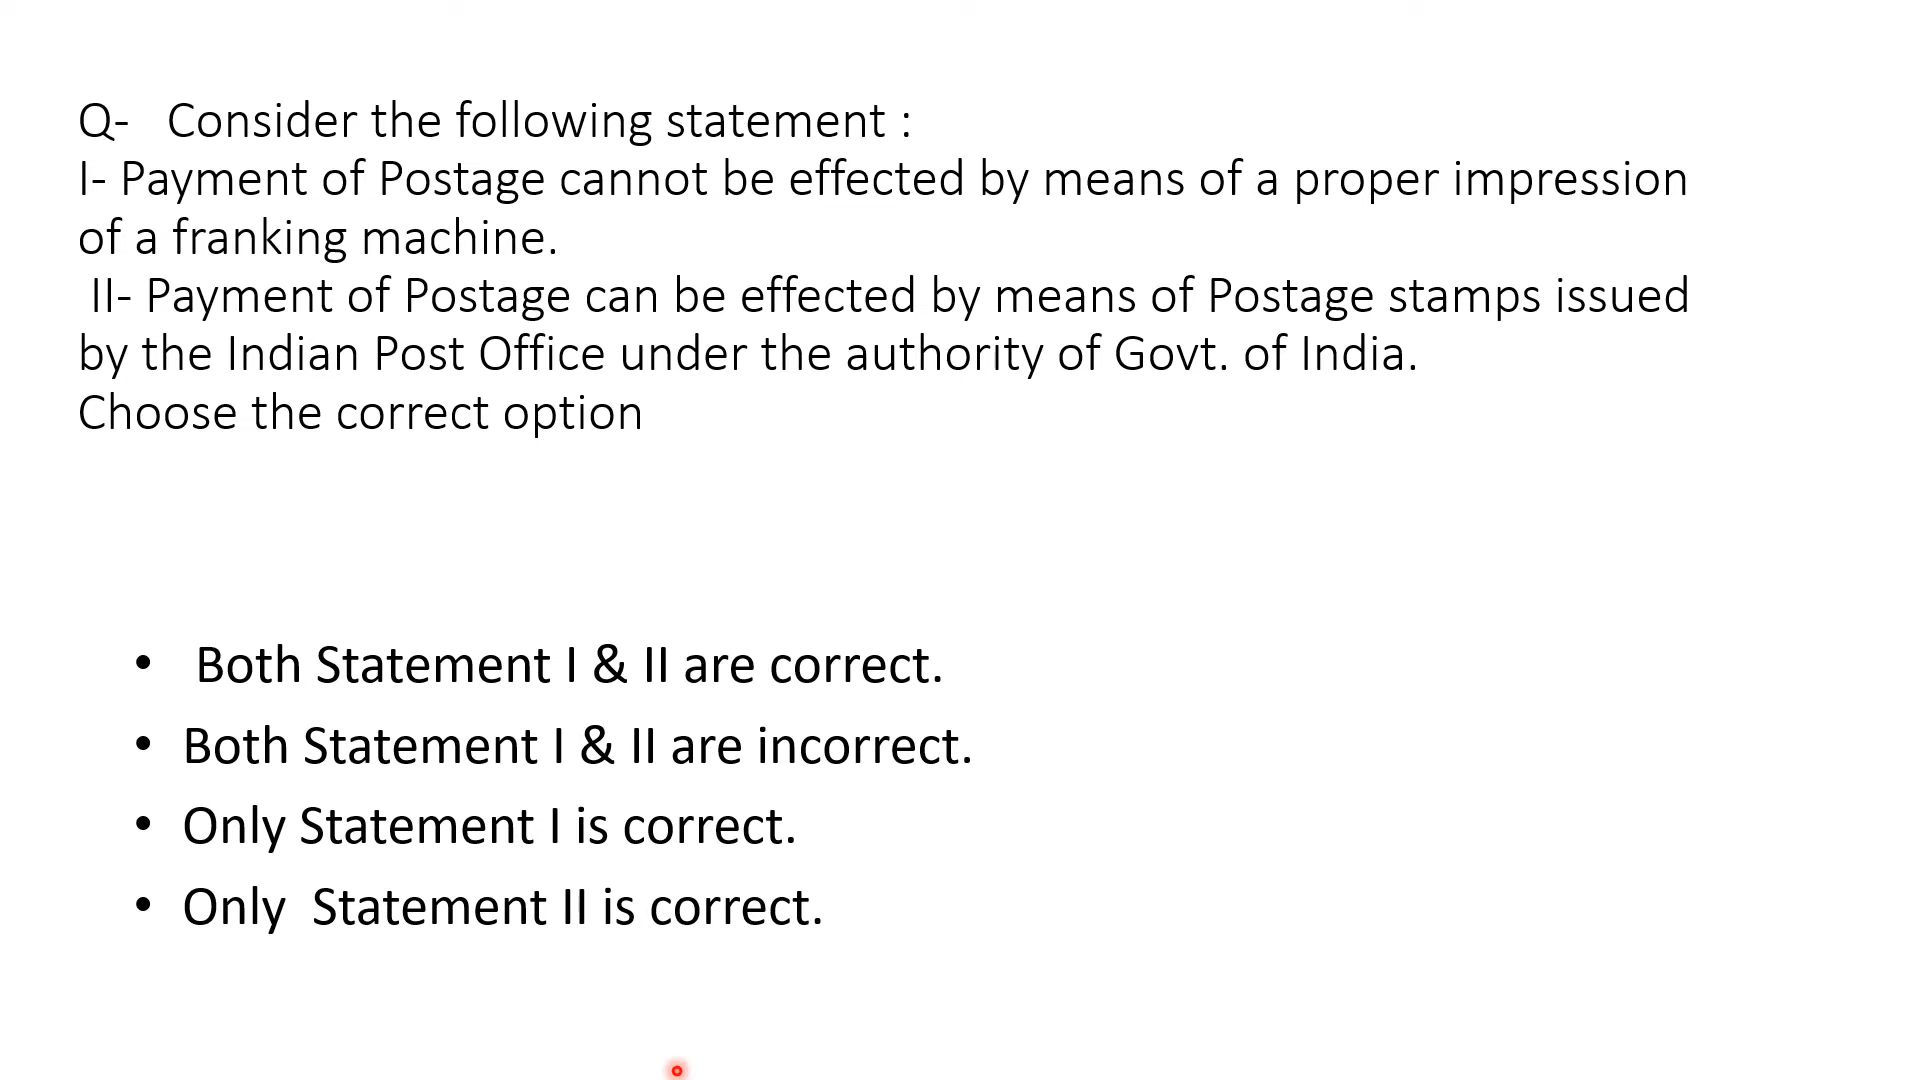 Q-   Consider the following statement :
I- Payment of Postage cannot be effected by means of a proper impression
of a franking machine.
II- Payment of Postage can be effected by means of Postage stamps issued
by the Indian Post Office under the authority of Govt. of India.
Choose the correct option
• Both Statement I & II are correct.
• Both Statement I & II are incorrect.
• Only Statement I is correct.
• Only  Statement II is correct.